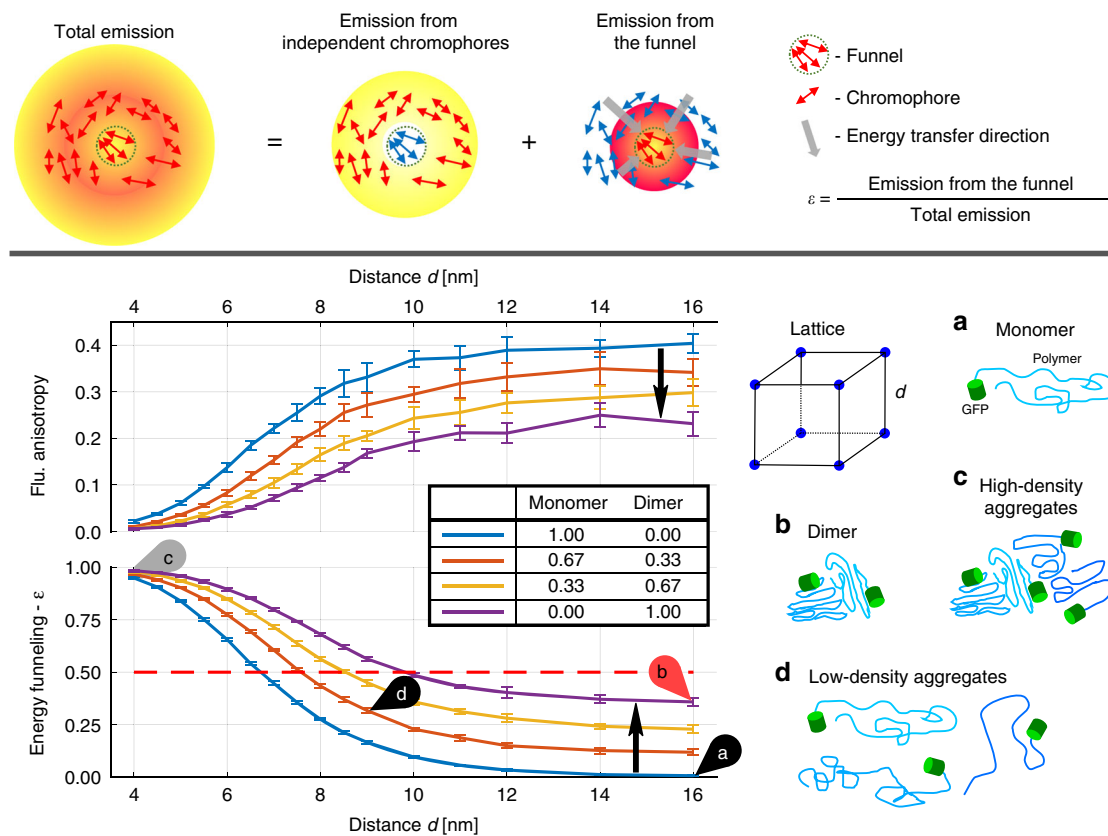 Total emission
Emission from
independent chromophores
Emission from
the funnel
=
+
- Funnel
- Chromophore
- Energy transfer direction
ε = Emission from the funnel
Total emission
Distance d [nm]
4 6 8 10 12 14 16
Flu. anisotropy
0.4
0.3
0.2
0.1
0.0
Monomer Dimer
1.00 0.00
0.67 0.33
0.33 0.67
0.00 1.00
Energy funneling - ε
1.00
0.75
0.50
0.25
0.00
c
d
b
a
4 6 8 10 12 14 16
Distance d [nm]
Lattice
d
a
Monomer
Polymer
GFP
b Dimer
c High-density
aggregates
d Low-density aggregates